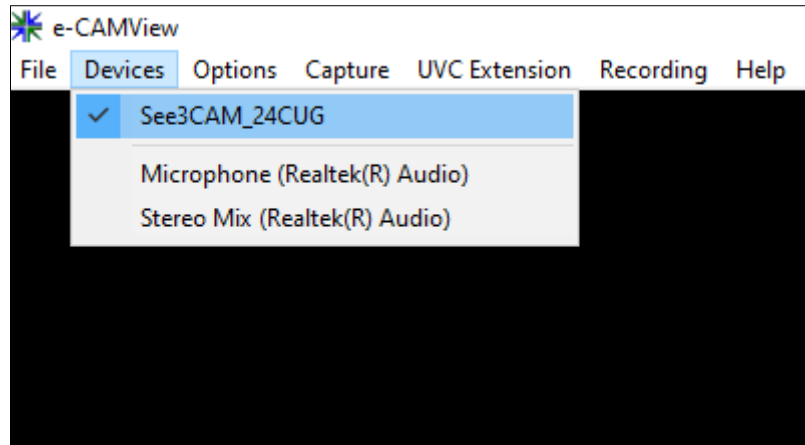 e-CAMView
File Devices Options Capture UVC Extension Recording Help
See3CAM_24CUG
Microphone (Realtek(R) Audio)
Stereo Mix (Realtek(R) Audio)